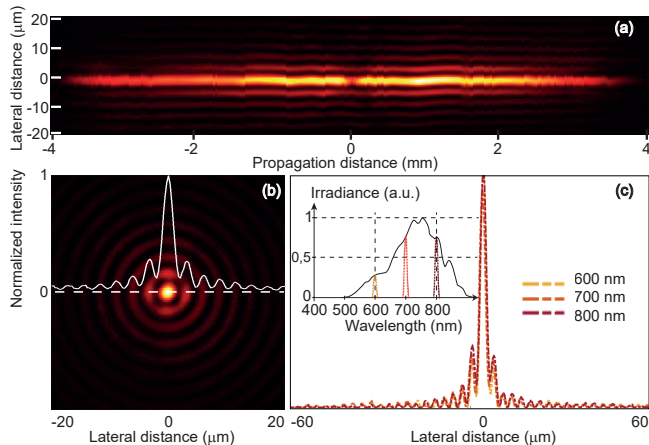 (a)
Lateral distance (μm)
20
10
0
-10
-20
-4
-2
0
2
4
Propagation distance (mm)
(b)
Normalized intensity
1
0
1
-20
0
20
Lateral distance (μm)
(c)
Irradiance (a.u.)
1
0,5
0
400 500 600 700 800
Wavelength (nm)
600 nm
700 nm
800 nm
-60
0
60
Lateral distance (μm)